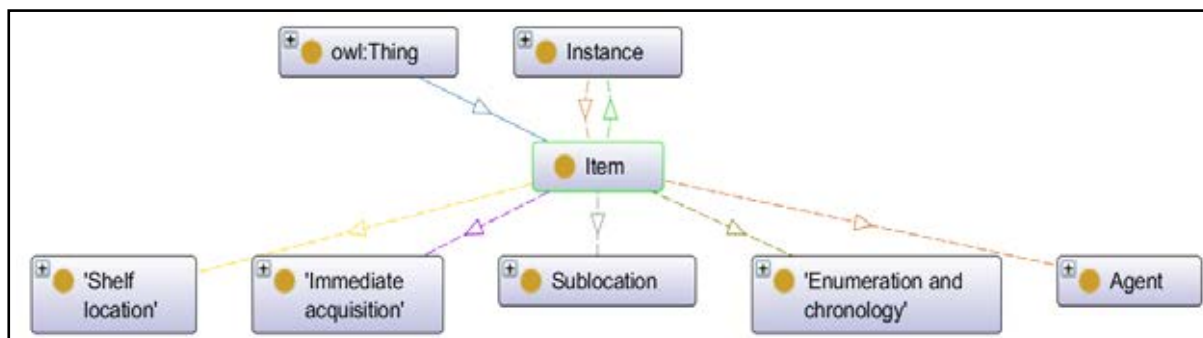 owl:Thing
Instance
Item
'Shelf
location'
'Immediate
acquisition'
Sublocation
'Enumeration and
chronology'
Agent